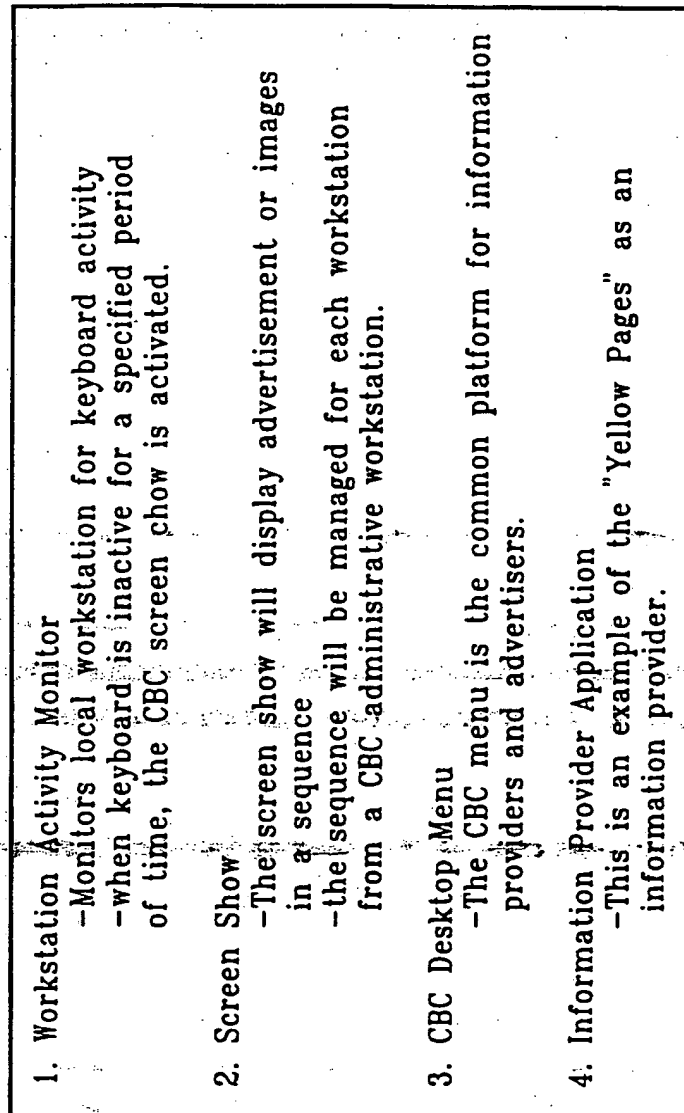 1. Workstation Activity Monitor
-Monitors local workstation for keyboard activity
-when keyboard is inactive for a specified period
of time, the CBC screen chow is activated.
2. Screen Show
-The screen show will display advertisement or images
in a sequence
-the sequence will be managed for each workstation
from a CBC administrative workstation.
3. CBC Desktop Menu
-The CBC menu is the common platform for information
providers and advertisers.
4. Information Provider Application
-This is an example of the "Yellow Pages" as an
information provider.